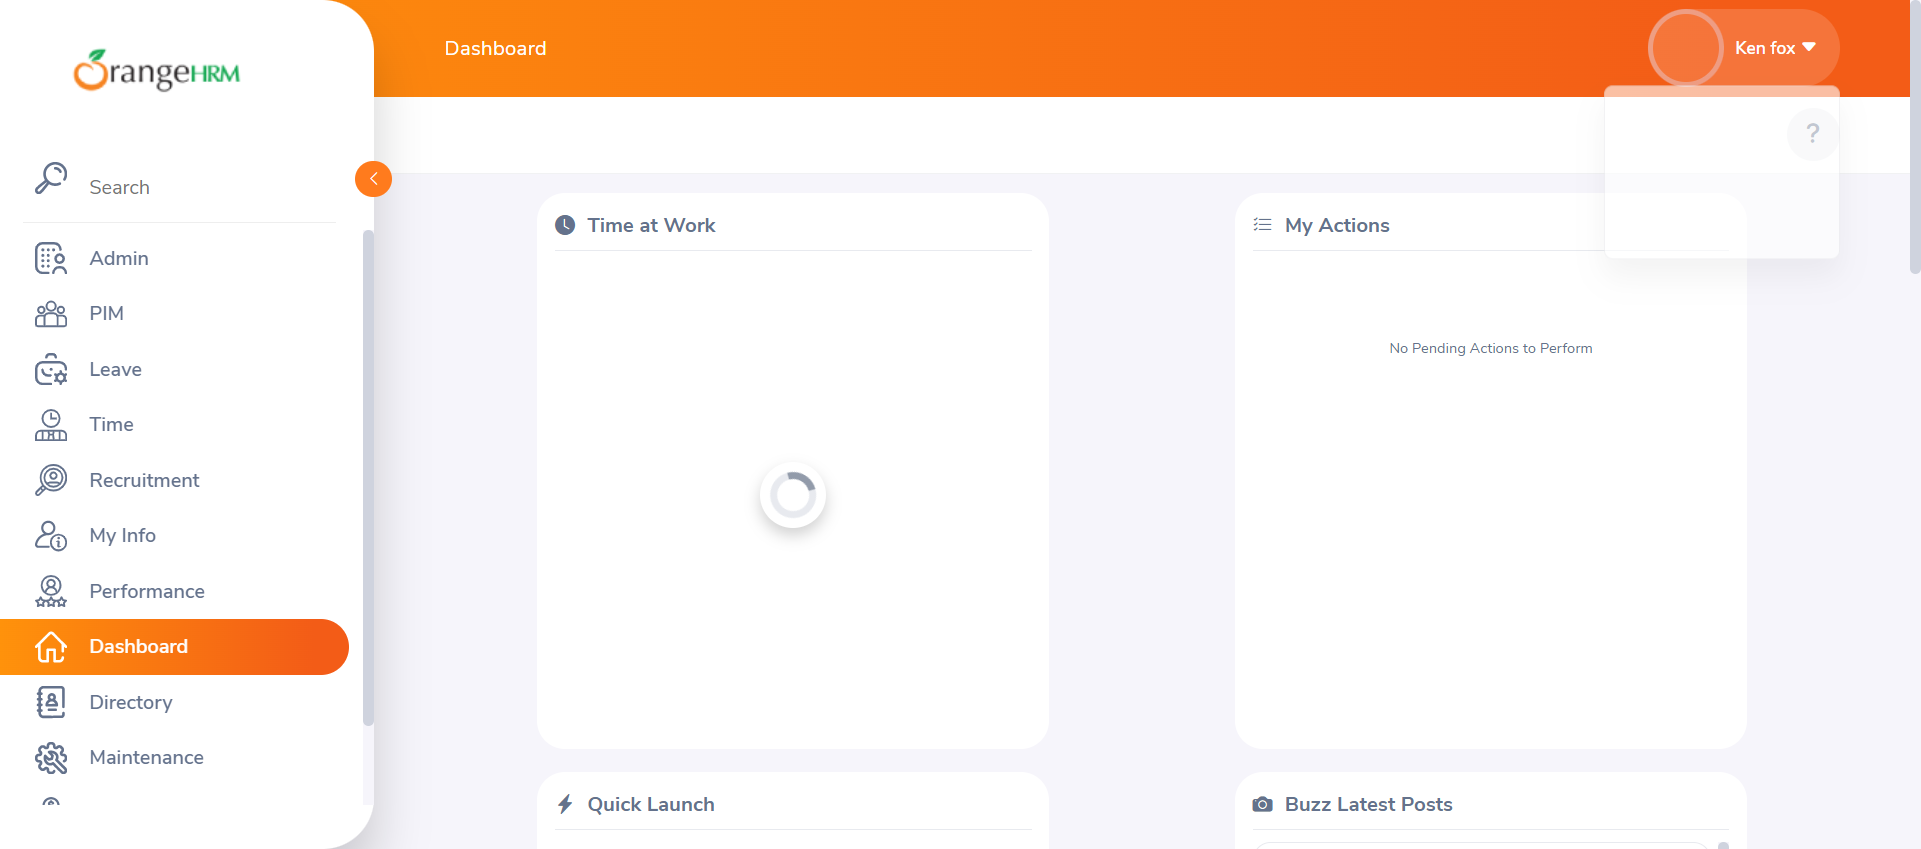 OrangeHRM
Dashboard
Ken fox
?
Search
Admin
PIM
Leave
Time
Recruitment
My Info
Performance
Dashboard
Directory
Maintenance
Time at Work
My Actions
No Pending Actions to Perform
Quick Launch
Buzz Latest Posts